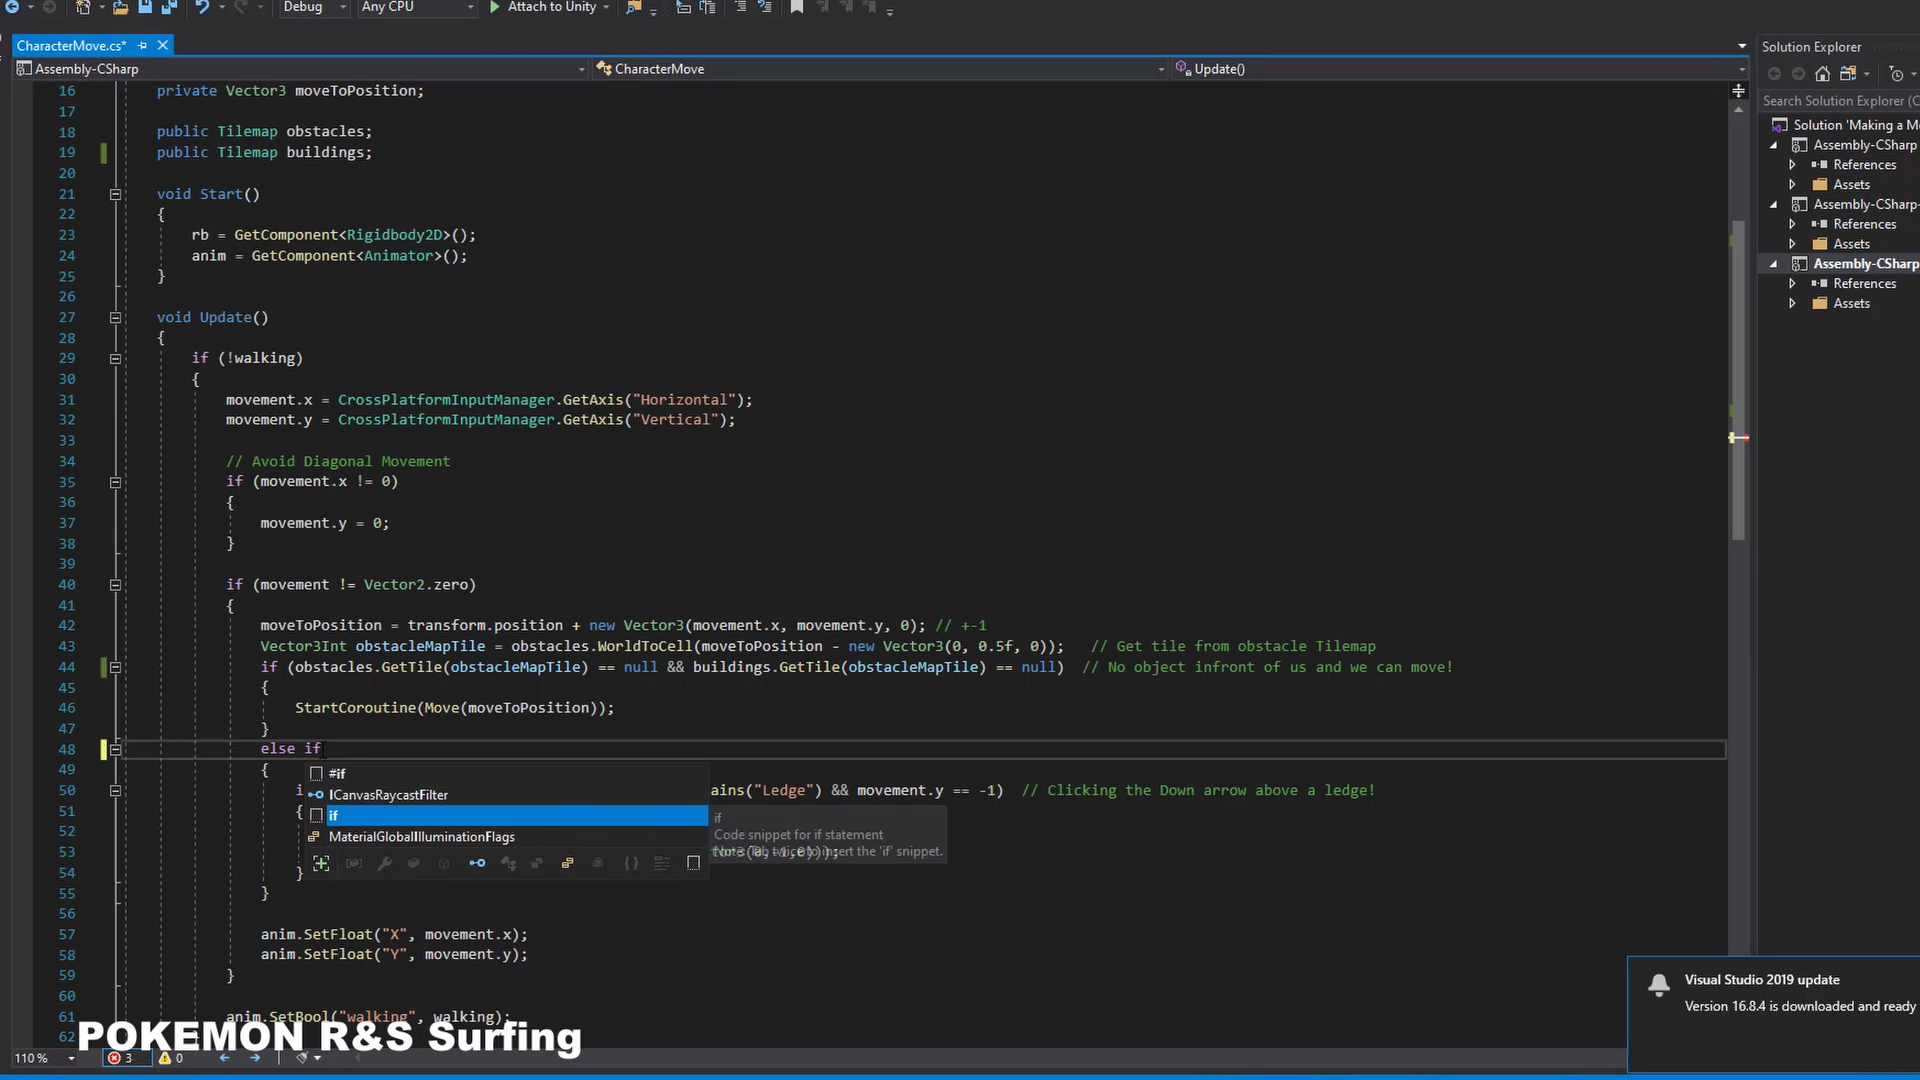 Debug Any CPU Attach to Unity
CharacterMove.cs*
Solution Explorer
Assembly-CSharp CharacterMove Update()
16 private Vector3 moveToPosition;
17
18 public Tilemap obstacles;
19 public Tilemap buildings;
20
21 void Start()
22 {
23 rb = GetComponent<Rigidbody2D>();
24 anim = GetComponent<Animator>();
25 }
26
27 void Update()
28 {
29 if (!walking)
30 {
31 movement.x = CrossPlatformInputManager.GetAxis("Horizontal");
32 movement.y = CrossPlatformInputManager.GetAxis("Vertical");
33
34 // Avoid Diagonal Movement
35 if (movement.x != 0)
36 {
37 movement.y = 0;
38 }
39
40 if (movement != Vector2.zero)
41 {
42 moveToPosition = transform.position + new Vector3(movement.x, movement.y, 0); // +-1
43 Vector3Int obstacleMapTile = obstacles.WorldToCell(moveToPosition - new Vector3(0, 0.5f, 0)); // Get tile from obstacle Tilemap
44 if (obstacles.GetTile(obstacleMapTile) == null && buildings.GetTile(obstacleMapTile) == null) // No object infront of us and we can move!
45 {
46 StartCoroutine(Move(moveToPosition));
47 }
48 else if
49 {
50 i ains("Ledge") && movement.y == -1) // Clicking the Down arrow above a ledge!
51 {
52
53
54 }
55 }
56
57 anim.SetFloat("X", movement.x);
58 anim.SetFloat("Y", movement.y);
59 }
60
61 anim.SetBool("walking", walking);
62
#if
ICanvasRaycastFilter
if
MaterialGlobalIlluminationFlags
if
Code snippet for if statement
insert the 'if' snippet.
Search Solution Explorer (C
Solution 'Making a M
Assembly-CSharp
References
Assets
Assembly-CSharp-
References
Assets
Assembly-CSharp
References
Assets
Visual Studio 2019 update
Version 16.8.4 is downloaded and ready
POKEMON R&S Surfing
110 % 3 0